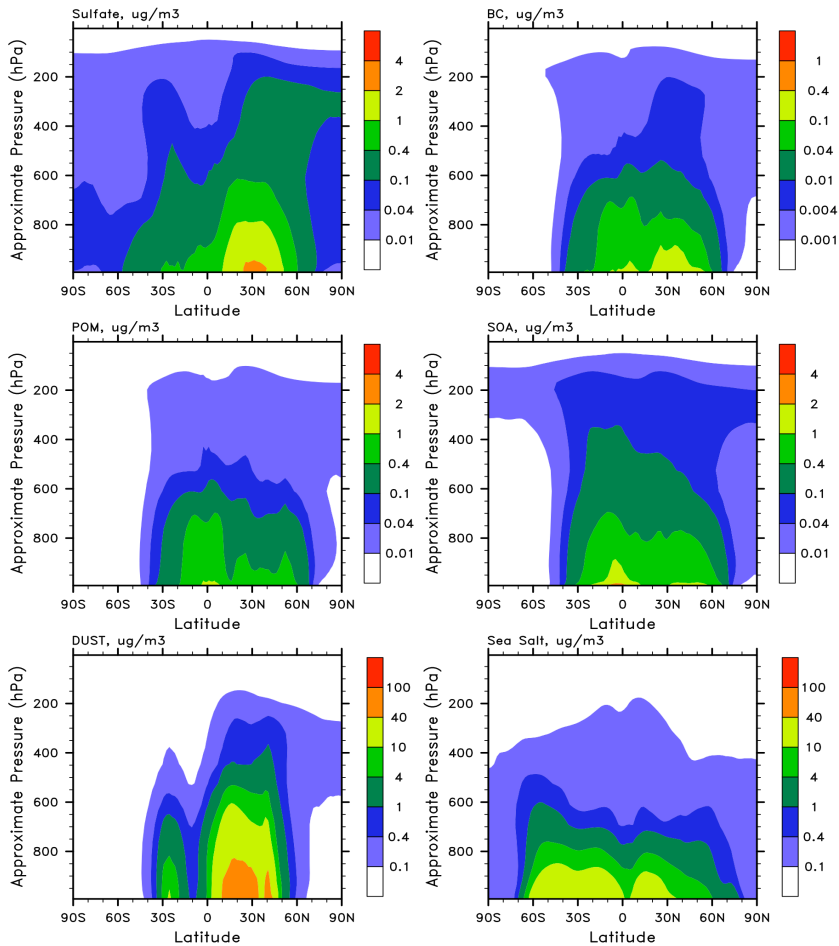 Sulfate, ug/m3
Approximate Pressure (hPa)
200
400
600
800
90S 60S 30S 0 30N 60N 90N
Latitude
4
2
1
0.4
0.1
0.04
0.01
BC, ug/m3
Approximate Pressure (hPa)
200
400
600
800
90S 60S 30S 0 30N 60N 90N
Latitude
1
0.4
0.1
0.04
0.01
0.004
0.001
POM, ug/m3
Approximate Pressure (hPa)
200
400
600
800
90S 60S 30S 0 30N 60N 90N
Latitude
4
2
1
0.4
0.1
0.04
0.01
SOA, ug/m3
Approximate Pressure (hPa)
200
400
600
800
90S 60S 30S 0 30N 60N 90N
Latitude
4
2
1
0.4
0.1
0.04
0.01
DUST, ug/m3
Approximate Pressure (hPa)
200
400
600
800
90S 60S 30S 0 30N 60N 90N
Latitude
100
40
10
4
1
0.4
0.1
Sea Salt, ug/m3
Approximate Pressure (hPa)
200
400
600
800
90S 60S 30S 0 30N 60N 90N
Latitude
100
40
10
4
1
0.4
0.1